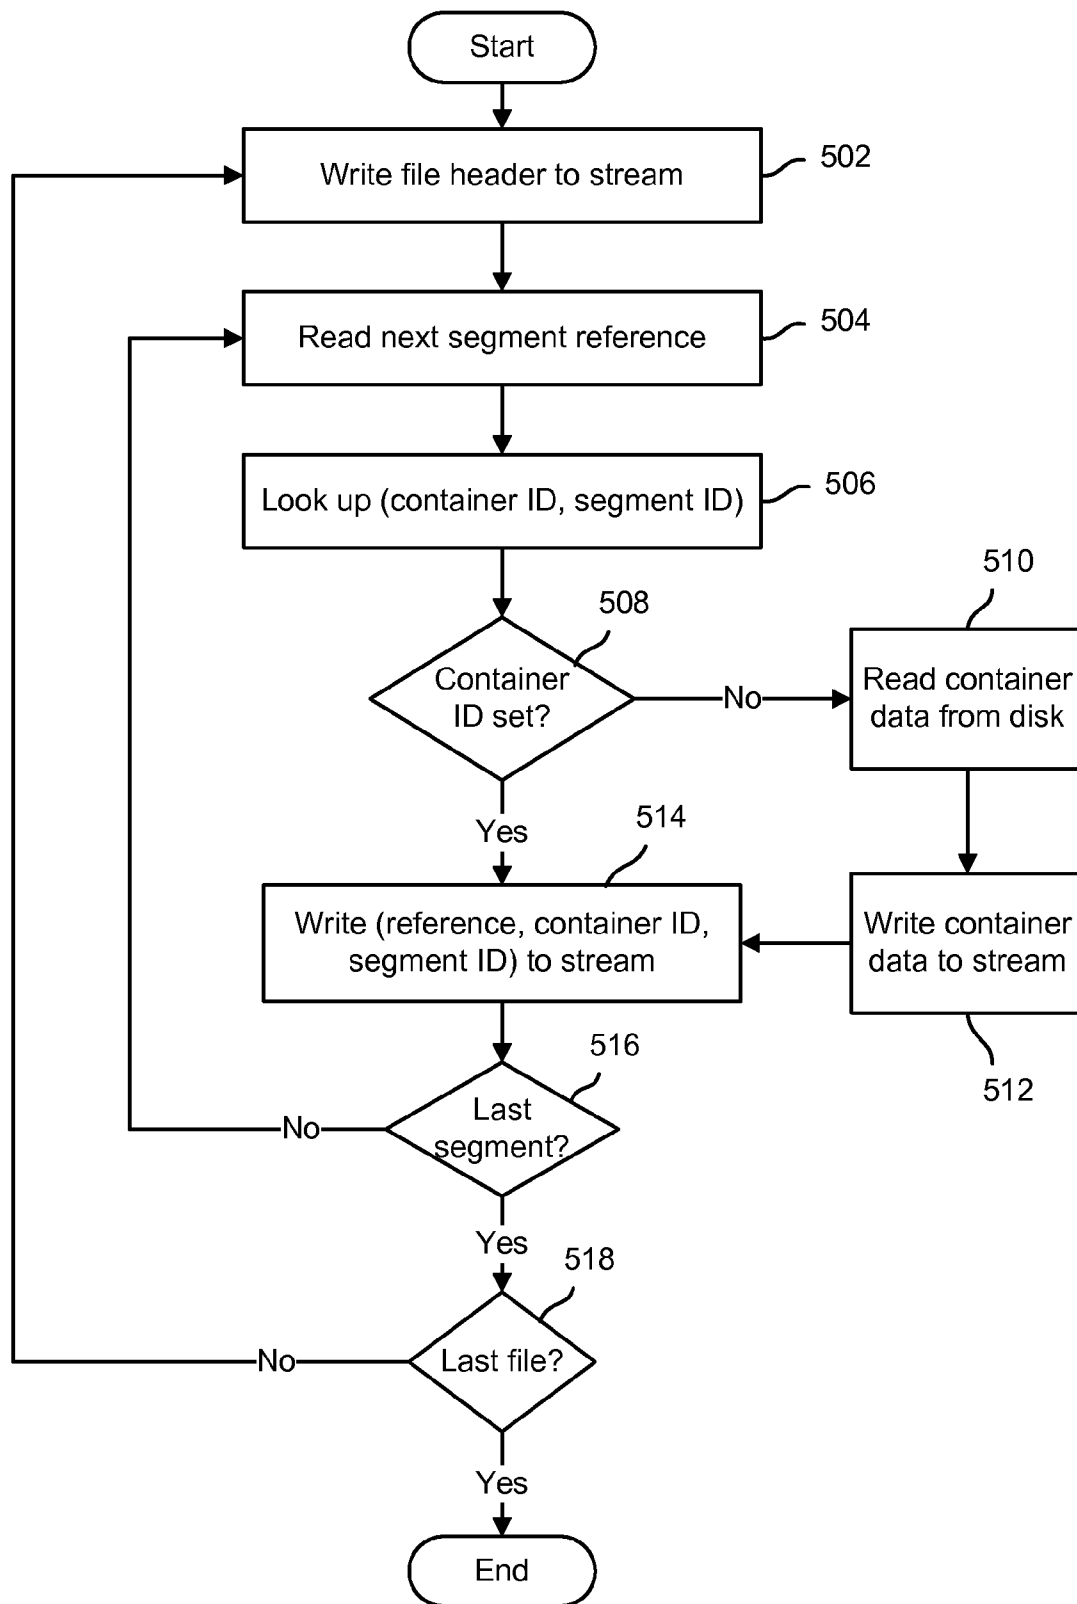 Start
Write file header to stream
502
Read next segment reference
504
Look up (container ID, segment ID)
506
508
Container
ID set?
No
510
Read container
data from disk
Yes
514
Write (reference, container ID,
segment ID) to stream
Write container
data to stream
512
516
Last
segment?
No
Yes
518
Last file?
No
Yes
End